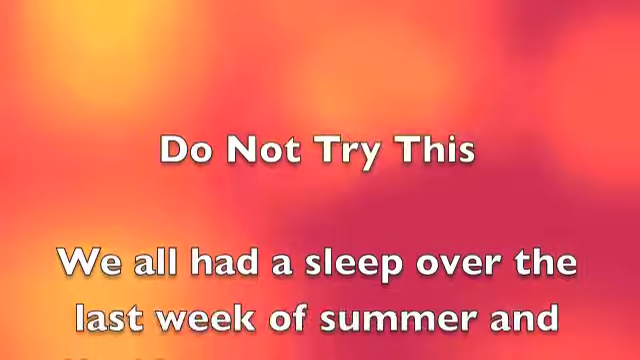 Do Not Try This
We all had a sleep over the
last week of summer and